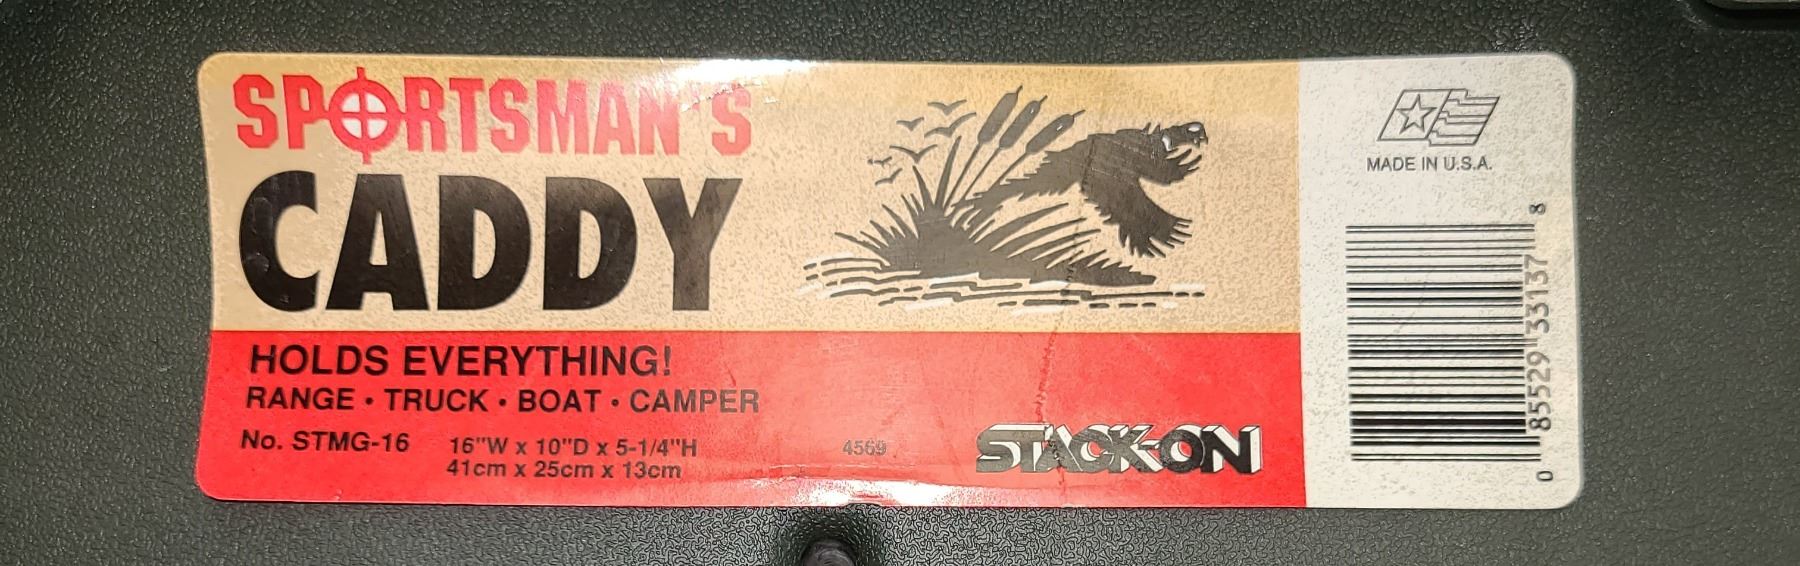 SPORTSMAN'S
CADDY
HOLDS EVERYTHING!
RANGE • TRUCK • BOAT • CAMPER
No. STMG-16
16"W x 10"D x 5-1/4"H
41cm x 25cm x 13cm
4569
STACK-ON
MADE IN U.S.A.
0 85529 33137 8